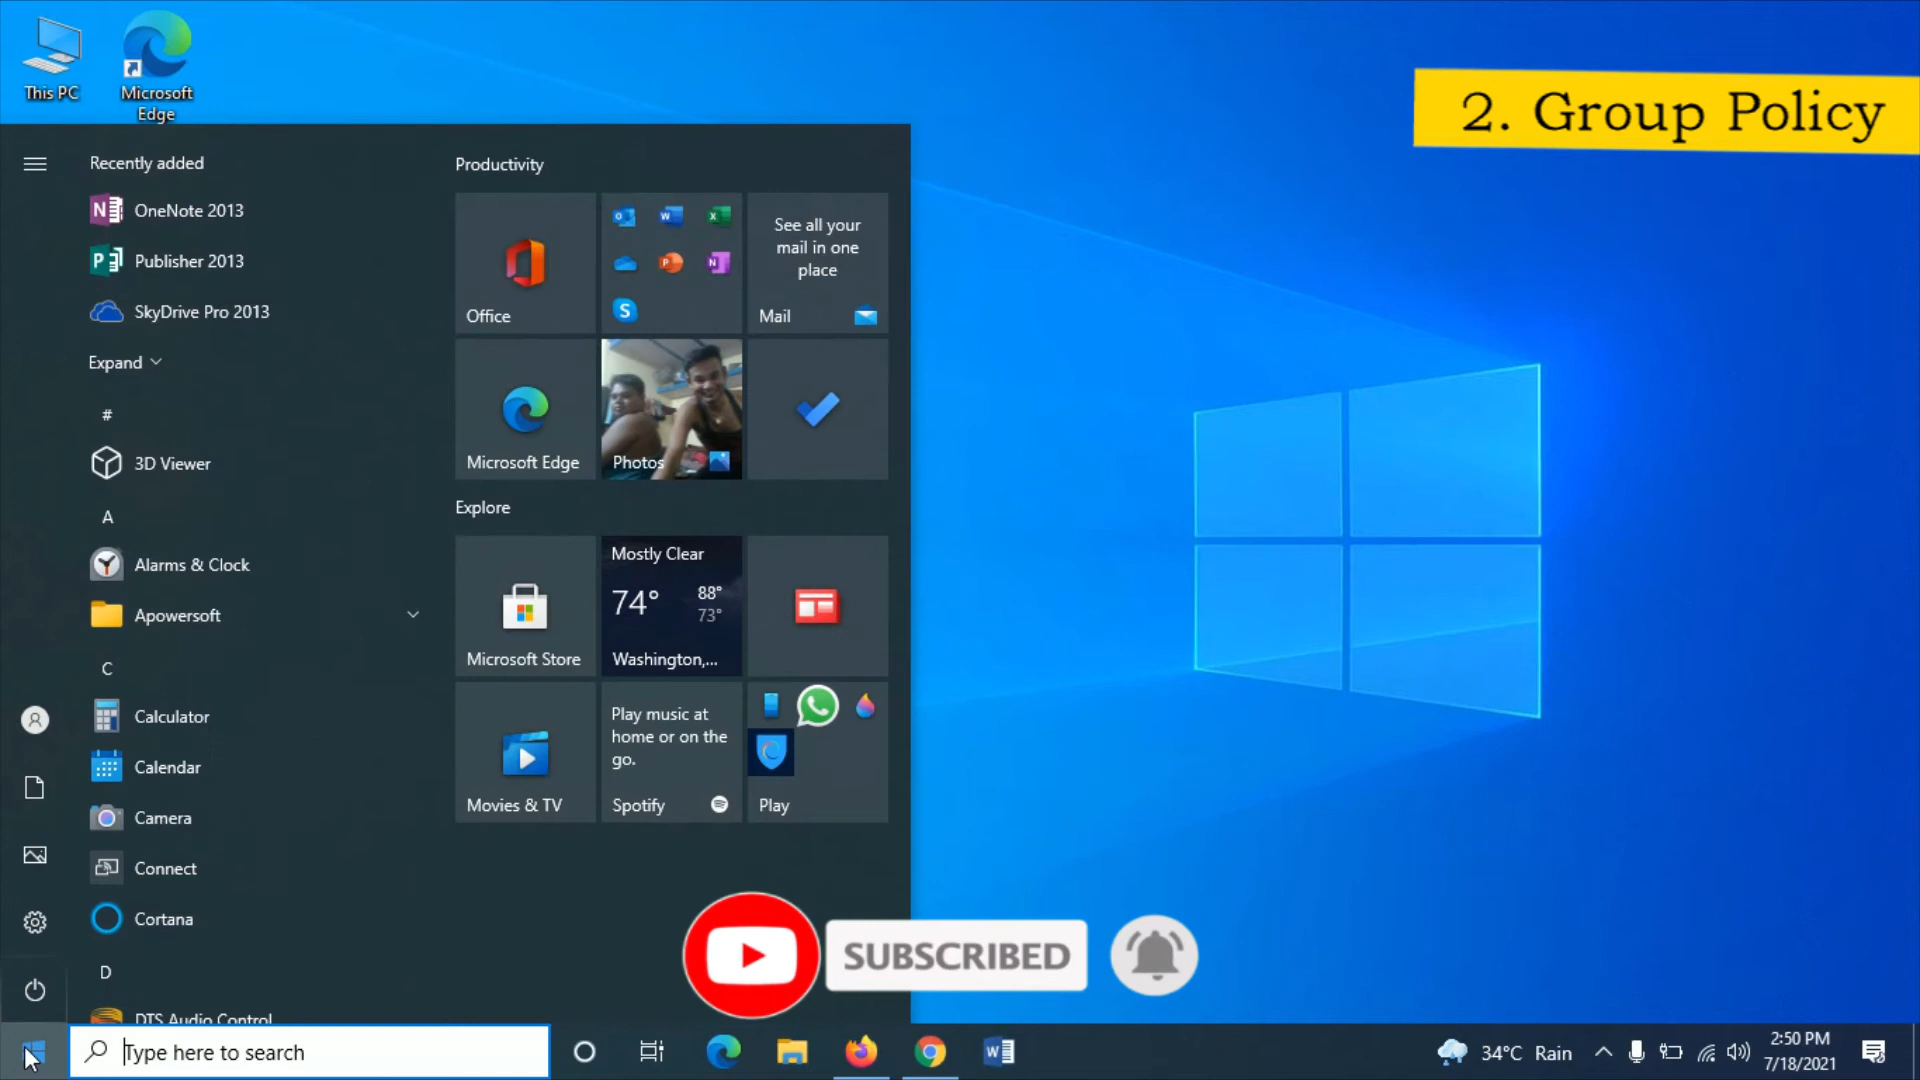 This PC
Microsoft
Edge
2. Group Policy
Recently added
OneNote 2013
Publisher 2013
SkyDrive Pro 2013
Expand
#
3D Viewer
A
Alarms & Clock
Apowersoft
C
Calculator
Calendar
Camera
Connect
Cortana
D
DTS Audio Control
Productivity
Office
See all your
mail in one
place
Mail
Microsoft Edge
Photos
Explore
Microsoft Store
Mostly Clear
74° 88°
73°
Washington,...
Movies & TV
Play music at
home or on the
go.
Spotify
Play
SUBSCRIBED
Type here to search
34°C Rain
2:50 PM
7/18/2021